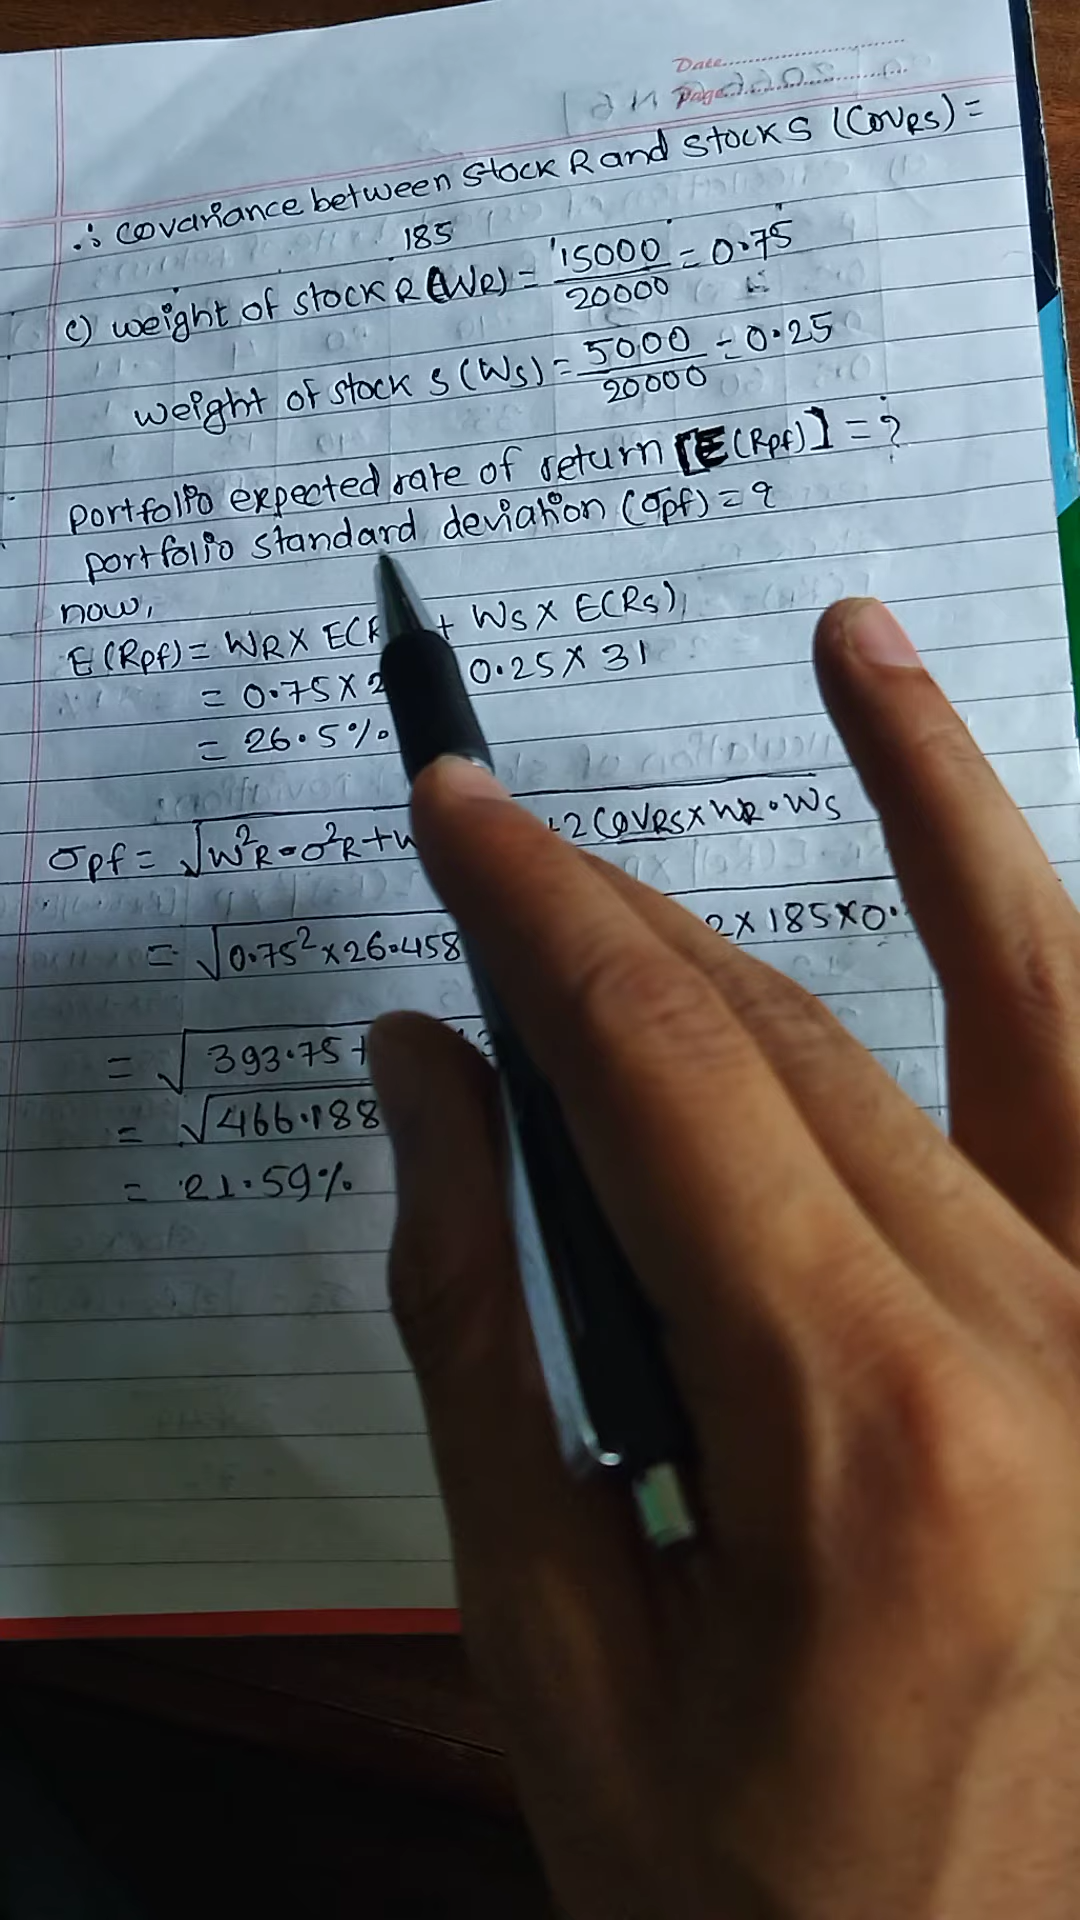 Date
Page
∴ covariance between stock R and stock S (CovRS) =
185
c) weight of stock R (WR) = 15000/20000 = 0.75
weight of stock S (WS) = 5000/20000 = 0.25
portfolio expected rate of return [E(Rpf)] = ?
portfolio standard deviation (σpf) = ?
now,
E(Rpf) = WR X E(R + WS X E(RS)
= 0.75 X 2 0.25 X 31
= 26.5%
σpf = √W²R.σ²R + W +2 CovRS x WR.WS
= √0.75² x 26.458 2 X 185 X 0.
= √393.75 +
= √466.188
= 21.59%